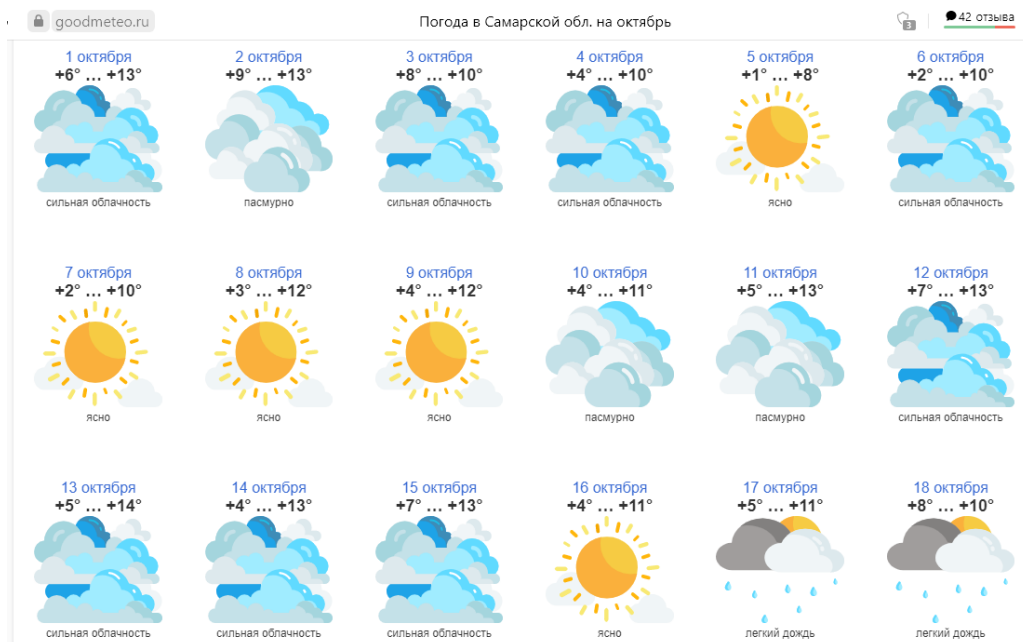 goodmeteo.ru
Погода в Самарской обл. на октябрь
3
42 отзыва
1 октября
+6° ... +13°
сильная облачность
2 октября
+9° ... +13°
пасмурно
3 октября
+8° ... +10°
сильная облачность
4 октября
+4° ... +10°
сильная облачность
5 октября
+1° ... +8°
ясно
6 октября
+2° ... +10°
сильная облачность
7 октября
+2° ... +10°
ясно
8 октября
+3° ... +12°
ясно
9 октября
+4° ... +12°
ясно
10 октября
+4° ... +11°
пасмурно
11 октября
+5° ... +13°
пасмурно
12 октября
+7° ... +13°
сильная облачность
13 октября
+5° ... +14°
сильная облачность
14 октября
+4° ... +13°
сильная облачность
15 октября
+7° ... +13°
сильная облачность
16 октября
+4° ... +11°
ясно
17 октября
+5° ... +11°
легкий дождь
18 октября
+8° ... +10°
легкий дождь